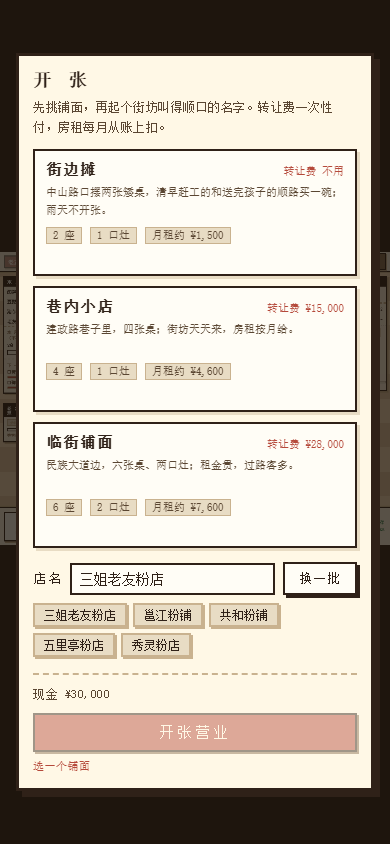 开 张
先挑铺面，再起个街坊叫得顺口的名字。转让费一次性
付，房租每月从账上扣。
街边摊 转让费 不用
中山路口摆两张矮桌，清早赶工的和送完孩子的顺路买一碗；
雨天不开张。
2 座 1 口灶 月租约 ¥1,500
巷内小店 转让费 ¥15,000
建政路巷子里，四张桌；街坊天天来，房租按月给。
4 座 1 口灶 月租约 ¥4,600
临街铺面 转让费 ¥28,000
民族大道边，六张桌、两口灶；租金贵，过路客多。
6 座 2 口灶 月租约 ¥7,600
店名 三姐老友粉店 换一批
三姐老友粉店 邕江粉铺 共和粉铺
五里亭粉店 秀灵粉店
现金 ¥30,000
开张营业
选一个铺面